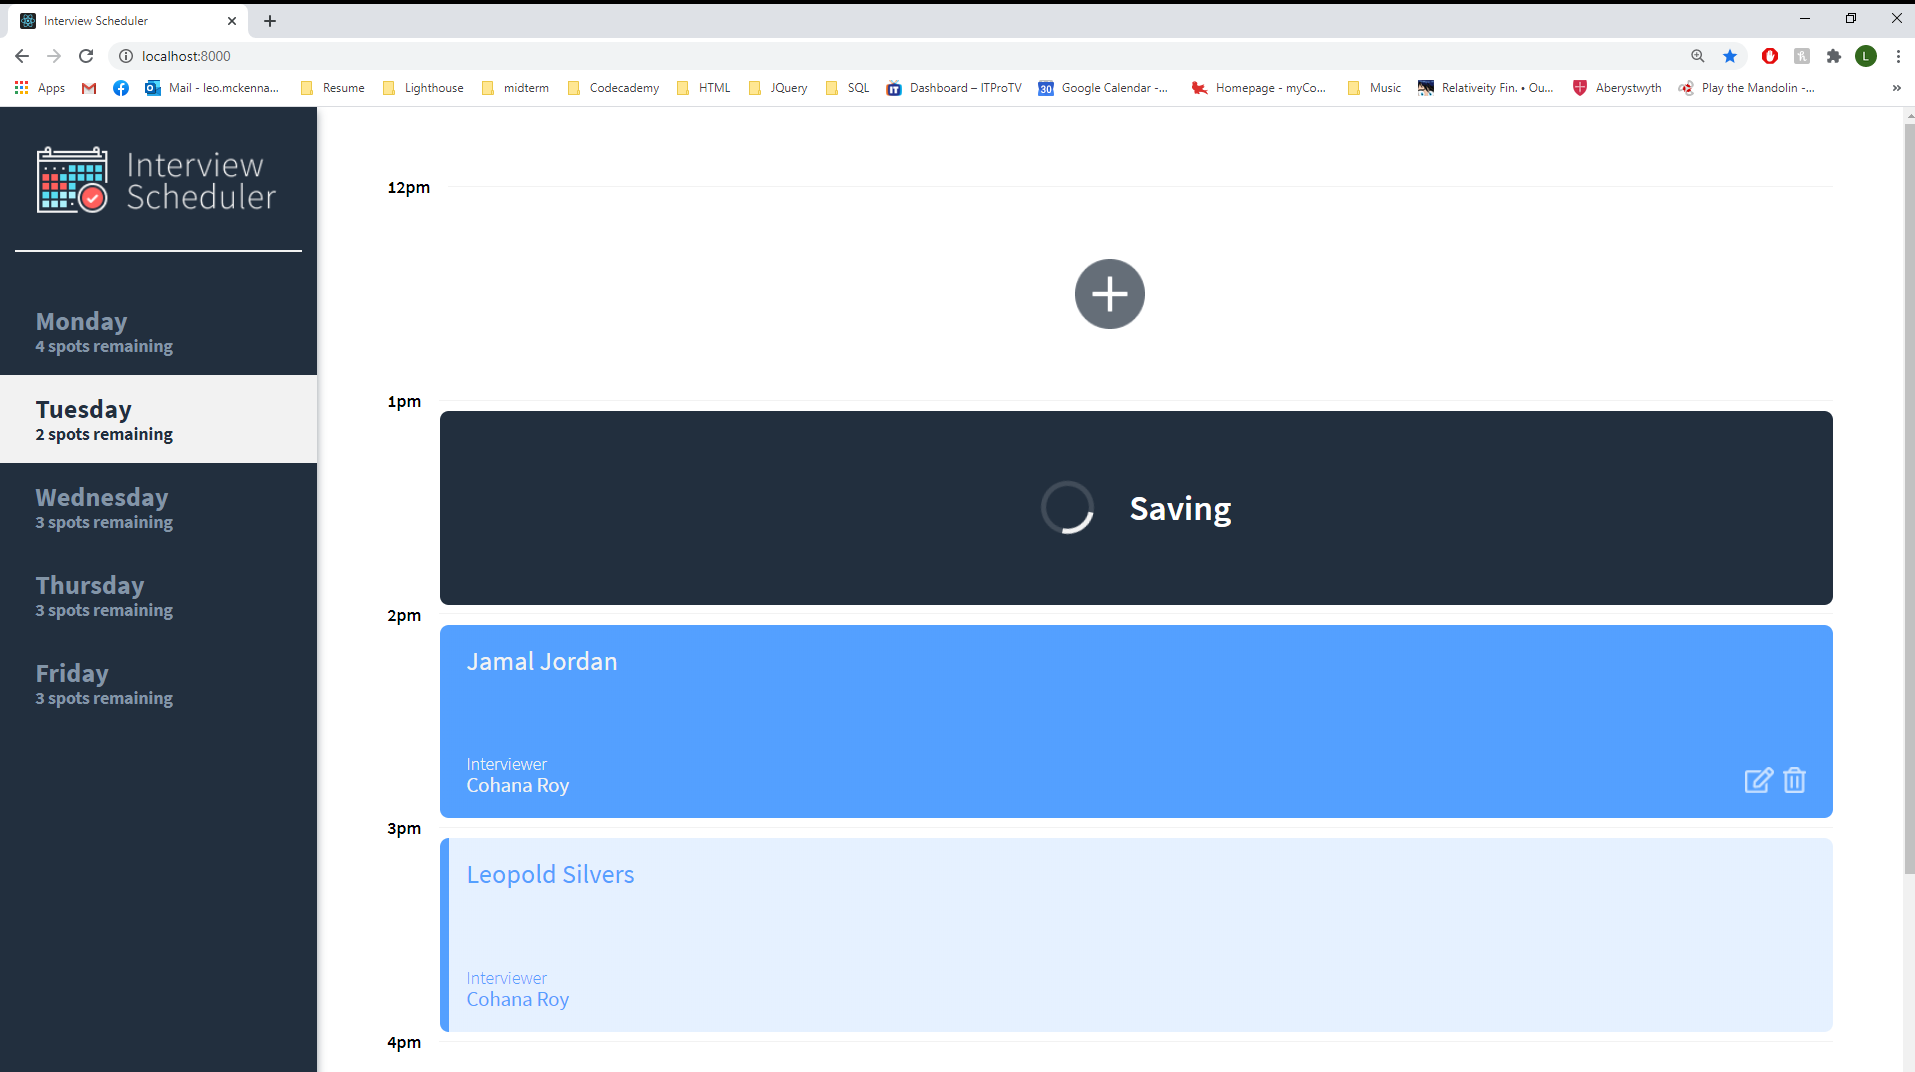 Interview Scheduler
localhost:8000
L
Apps
Mail - leo.mckenna...
Resume
Lighthouse
midterm
Codecademy
HTML
JQuery
SQL
Dashboard – ITProTV
30
Google Calendar -...
Homepage - myCo...
Music
Relativeity Fin. • Ou...
Aberystwyth
Play the Mandolin -...
»
Interview
Scheduler
Monday
4 spots remaining
Tuesday
2 spots remaining
Wednesday
3 spots remaining
Thursday
3 spots remaining
Friday
3 spots remaining
12pm
1pm
Saving
2pm
Jamal Jordan
Interviewer
Cohana Roy
3pm
Leopold Silvers
Interviewer
Cohana Roy
4pm